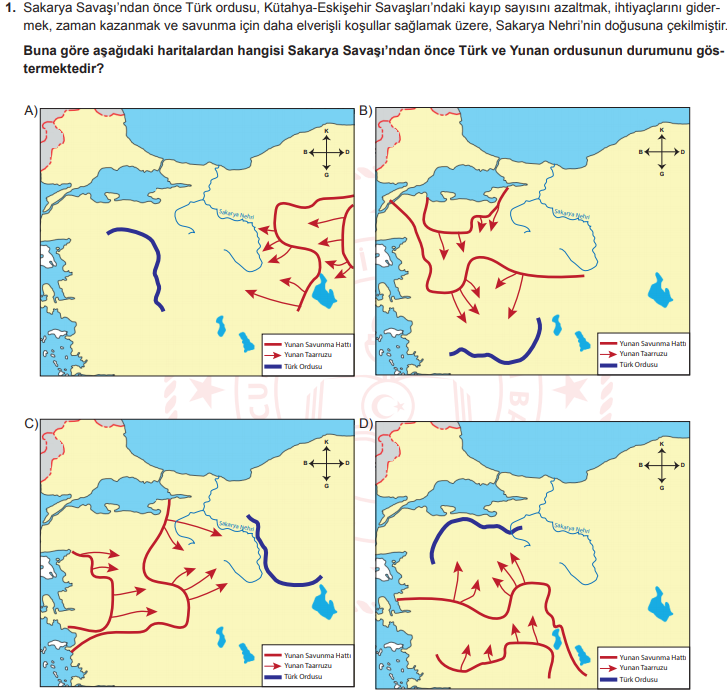 1. Sakarya Savaşı’ndan önce Türk ordusu, Kütahya-Eskişehir Savaşları’ndaki kayıp sayısını azaltmak, ihtiyaçlarını gider-
mek, zaman kazanmak ve savunma için daha elverişli koşullar sağlamak üzere, Sakarya Nehri’nin doğusuna çekilmiştir.
Buna göre aşağıdaki haritalardan hangisi Sakarya Savaşı’ndan önce Türk ve Yunan ordusunun durumunu gös-
termektedir?
A)
K
B D
G
Sakarya Nehri
Yunan Savunma Hattı
Yunan Taarruzu
Türk Ordusu
B)
K
B D
G
Sakarya Nehri
Yunan Savunma Hattı
Yunan Taarruzu
Türk Ordusu
C)
K
B D
G
Sakarya Nehri
Yunan Savunma Hattı
Yunan Taarruzu
Türk Ordusu
D)
K
B D
G
Sakarya Nehri
Yunan Savunma Hattı
Yunan Taarruzu
Türk Ordusu